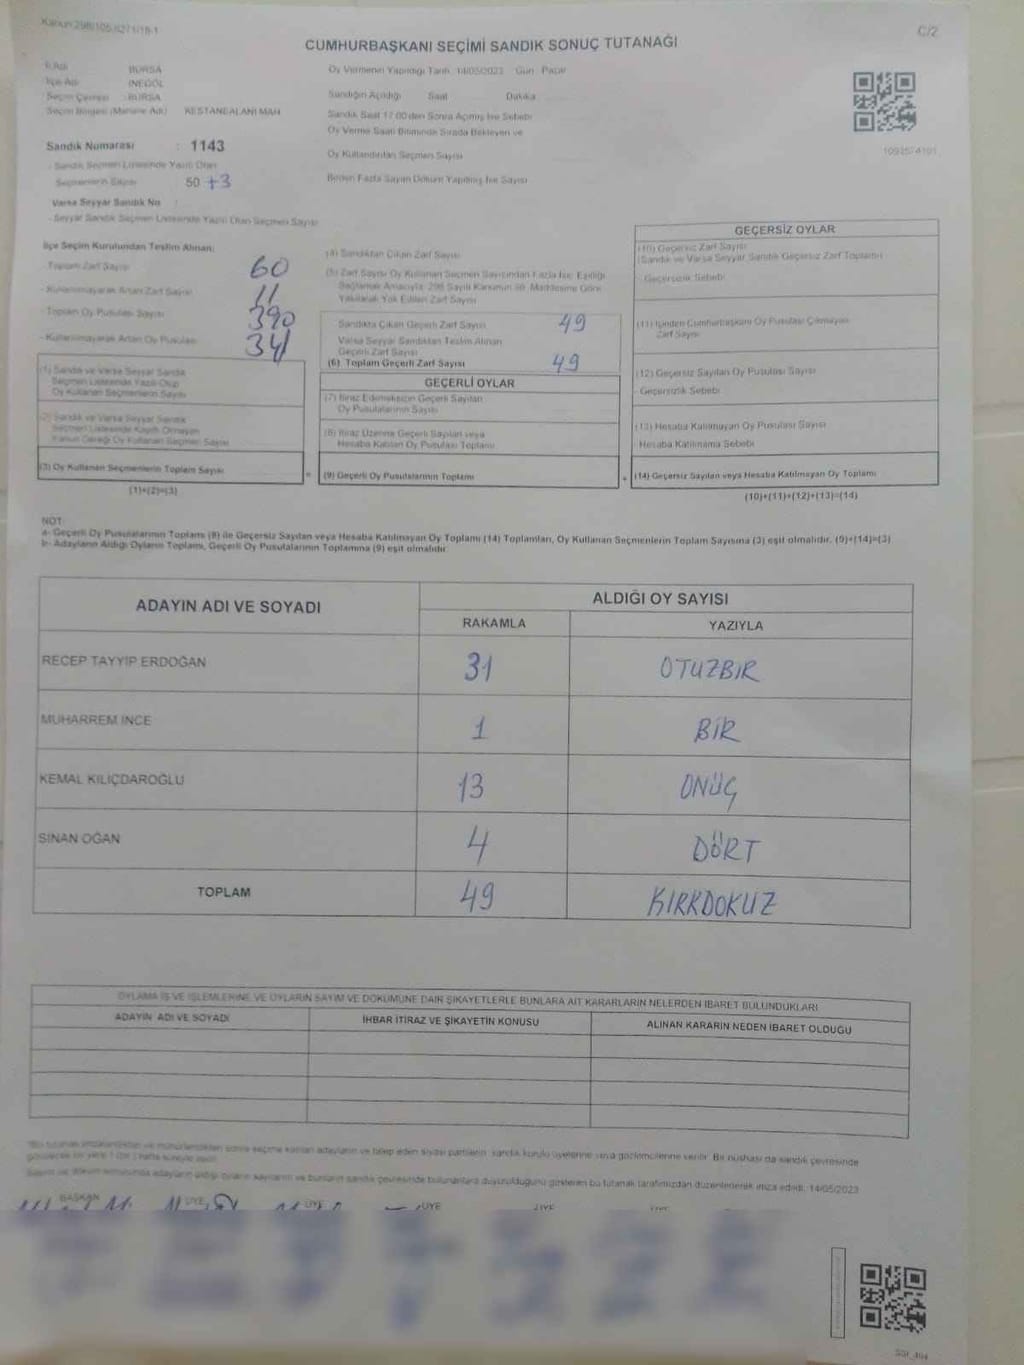 Kanun 298/105
C/2
CUMHURBAŞKANI SEÇİMİ SANDIK SONUÇ TUTANAĞI
İl Adı BURSA
İlçe Adı İNEGÖL
Seçim Çevresi BURSA
Seçim Bölgesi (Mahalle Adı) KESTANEALANI MAH
Oy Vermenin Yapıldığı Tarih 14/05/2023 Gün Pazar
Sandığın Açıldığı Saat Dakika
Sandık Saat 17.00'den Sonra Açılmış İse Sebebi
Oy Verme Saati Bitiminde Sırada Bekleyen ve
Oy Kullandırılan Seçmen Sayısı
Birden Fazla Sayım Döküm Yapılmış İse Sayısı
Sandık Numarası : 1143
- Sandık Seçmen Listesinde Yazılı Olan
Seçmenlerin Sayısı 50 +3
Varsa Seyyar Sandık No
- Seyyar Sandık Seçmen Listesinde Yazılı Olan Seçmen Sayısı
İlçe Seçim Kurulundan Teslim Alınan:
- Toplam Zarf Sayısı 60
- Kullanılmayarak Artan Zarf Sayısı 11
- Toplam Oy Pusulası Sayısı 390
- Kullanılmayarak Artan Oy Pusulası 341
(1) Sandık ve Varsa Seyyar Sandık
Seçmen Listesinde Yazılı Olup
Oy Kullanan Seçmenlerin Sayısı
(2) Sandık ve Varsa Seyyar Sandık
Seçmen Listesinde Kaydı Olmayan
Kanun Gereği Oy Kullanan Seçmen Sayısı
(3) Oy Kullanan Seçmenlerin Toplam Sayısı
(1)+(2)=(3)
(4) Sandıktan Çıkan Zarf Sayısı
(5) Zarf Sayısı Oy Kullanan Seçmen Sayısından Fazla İse, Eşitliği
Sağlamak Amacıyla, 298 Sayılı Kanunun 98. Maddesine Göre
Yakılarak Yok Edilen Zarf Sayısı
Sandıkta Çıkan Geçerli Zarf Sayısı 49
Varsa Seyyar Sandıktan Teslim Alınan
Geçerli Zarf Sayısı
(6) Toplam Geçerli Zarf Sayısı 49
GEÇERLİ OYLAR
(7) İtiraz Edilmeksizin Geçerli Sayılan
Oy Pusulalarının Sayısı
(8) İtiraz Üzerine Geçerli Sayılan veya
Hesaba Katılan Oy Pusulası Toplamı
= (9) Geçerli Oy Pusulalarının Toplamı
GEÇERSİZ OYLAR
(10) Geçersiz Zarf Sayısı
(Sandık ve Varsa Seyyar Sandık Geçersiz Zarf Toplamı)
- Geçersizlik Sebebi
(11) İçinden Cumhurbaşkanı Oy Pusulası Çıkmayan
Zarf Sayısı
(12) Geçersiz Sayılan Oy Pusulası Sayısı
- Geçersizlik Sebebi
(13) Hesaba Katılmayan Oy Pusulası Sayısı
- Hesaba Katılmama Sebebi
+ (14) Geçersiz Sayılan veya Hesaba Katılmayan Oy Toplamı
(10)+(11)+(12)+(13)=(14)
NOT:
a- Geçerli Oy Pusulalarının Toplamı (9) ile Geçersiz Sayılan veya Hesaba Katılmayan Oy Toplamı (14) Toplamları, Oy Kullanan Seçmenlerin Toplam Sayısına (3) eşit olmalıdır. (9)+(14)=(3)
b- Adayların Aldığı Oyların Toplamı, Geçerli Oy Pusulalarının Toplamına (9) eşit olmalıdır.
ADAYIN ADI VE SOYADI ALDIĞI OY SAYISI
RAKAMLA YAZIYLA
RECEP TAYYİP ERDOĞAN 31 OTUZBİR
MUHARREM İNCE 1 BİR
KEMAL KILIÇDAROĞLU 13 ONÜÇ
SİNAN OĞAN 4 DÖRT
TOPLAM 49 KIRKDOKUZ
OYLAMA İŞ VE İŞLEMLERİNE VE OYLARIN SAYIM VE DÖKÜMÜNE DAİR ŞİKAYETLERLE BUNLARA AİT KARARLARIN NELERDEN İBARET BULUNDUKLARI
ADAYIN ADI VE SOYADI İHBAR İTİRAZ VE ŞİKAYETİN KONUSU ALINAN KARARIN NEDEN İBARET OLDUĞU
BAŞKAN ÜYE ÜYE ÜYE ÜYE ÜYE